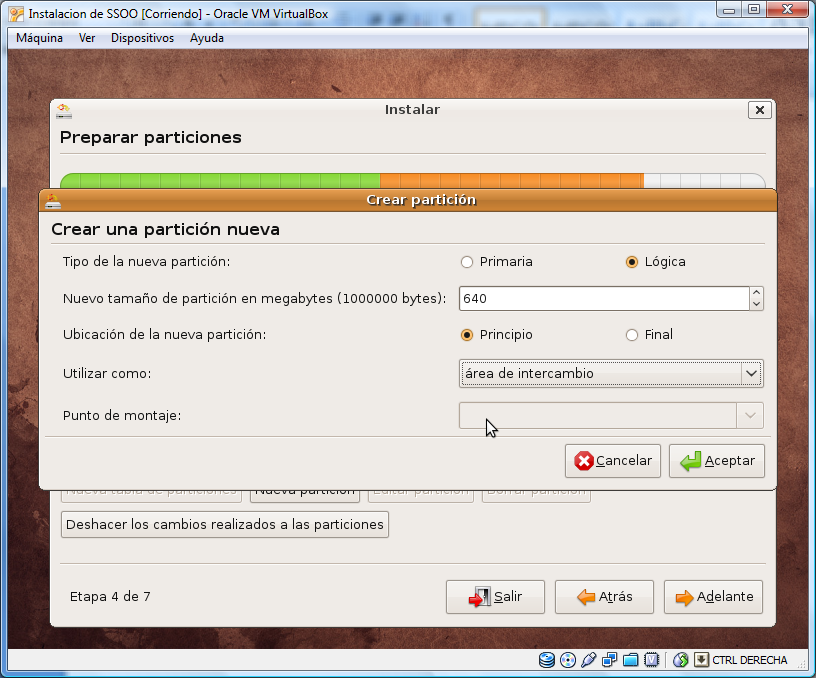 Instalacion de SSOO [Corriendo] - Oracle VM VirtualBox
Máquina Ver Dispositivos Ayuda
Instalar
Preparar particiones
Crear partición
Crear una partición nueva
Tipo de la nueva partición: Primaria Lógica
Nuevo tamaño de partición en megabytes (1000000 bytes): 640
Ubicación de la nueva partición: Principio Final
Utilizar como: área de intercambio
Punto de montaje:
Cancelar Aceptar
Nueva tabla de particiones Nueva partición Editar partición Borrar partición
Deshacer los cambios realizados a las particiones
Etapa 4 de 7 Salir Atrás Adelante
CTRL DERECHA